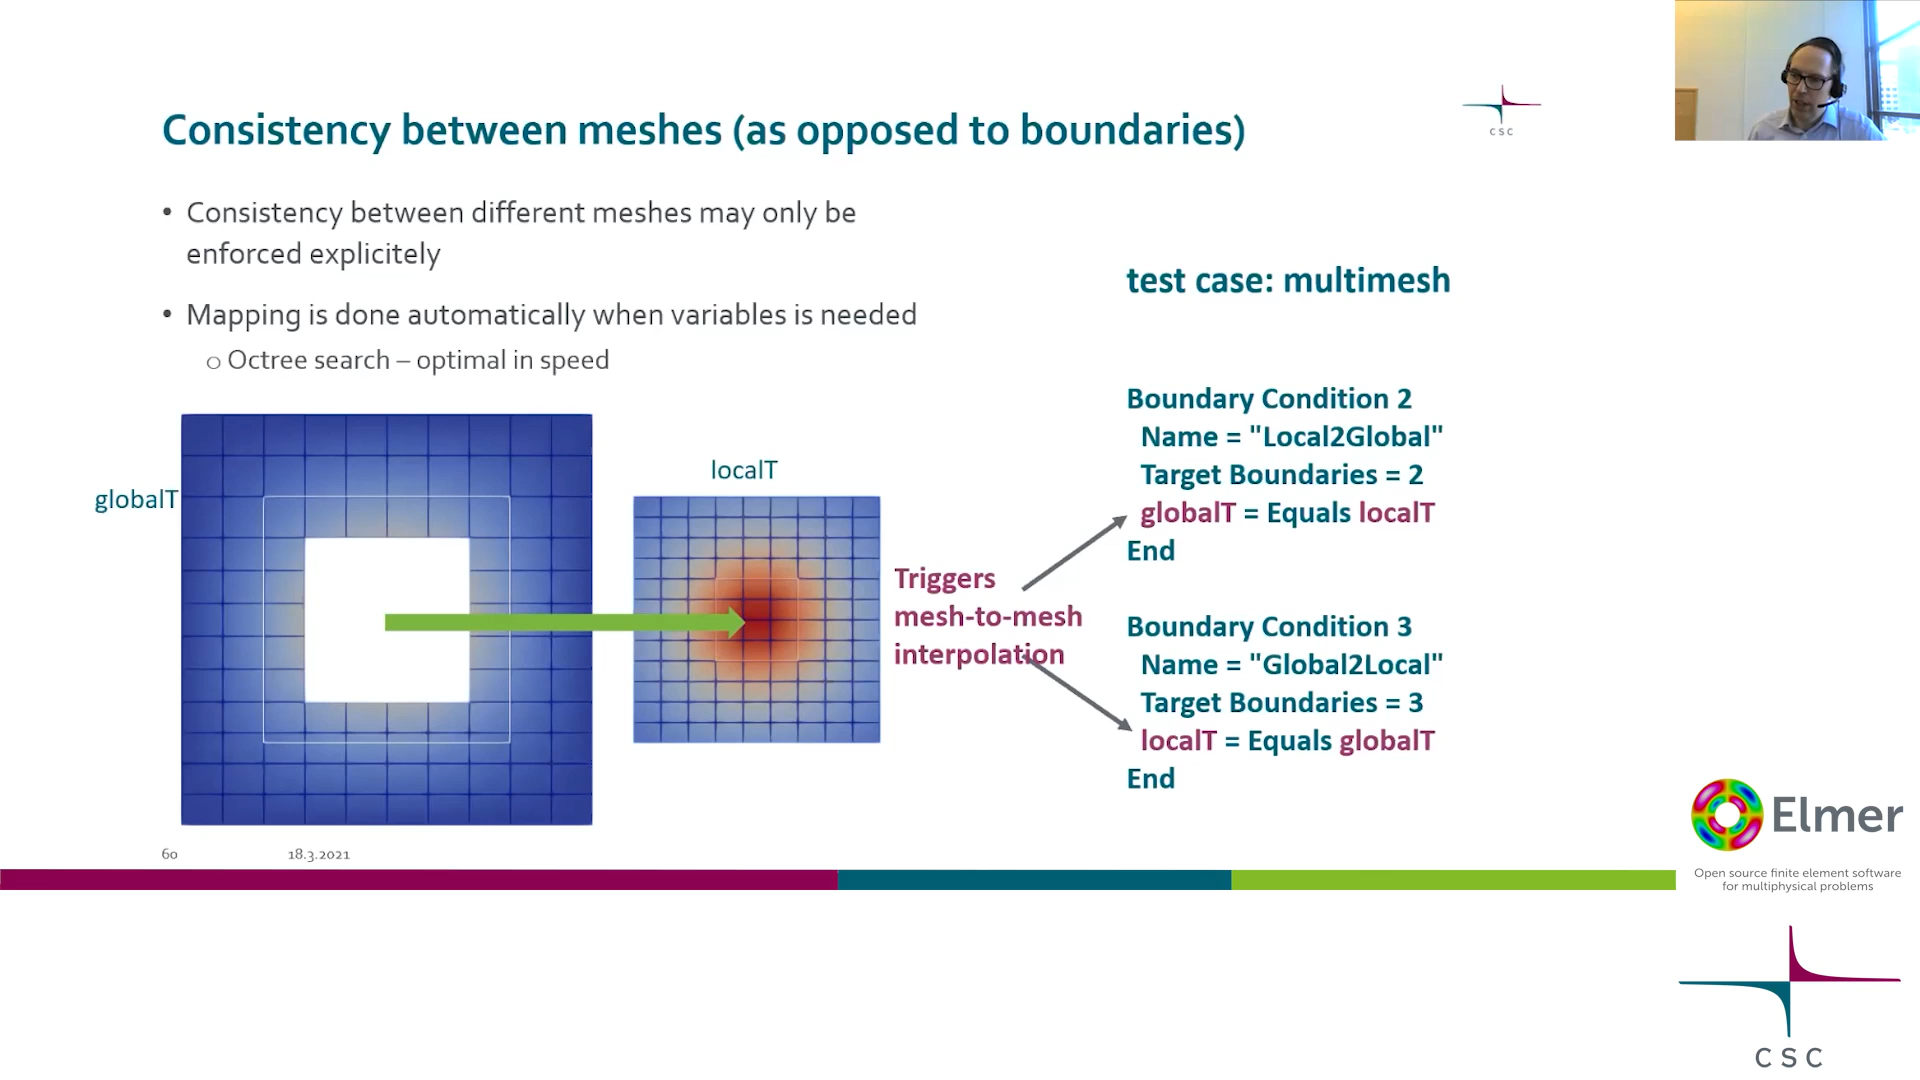 Consistency between meshes (as opposed to boundaries)
CSC
• Consistency between different meshes may only be
enforced explicitely
• Mapping is done automatically when variables is needed
o Octree search – optimal in speed
test case: multimesh
globalT
localT
Triggers
mesh-to-mesh
interpolation
Boundary Condition 2
Name = "Local2Global"
Target Boundaries = 2
globalT = Equals localT
End
Boundary Condition 3
Name = "Global2Local"
Target Boundaries = 3
localT = Equals globalT
End
60
18.3.2021
Elmer
Open source finite element software
for multiphysical problems
CSC